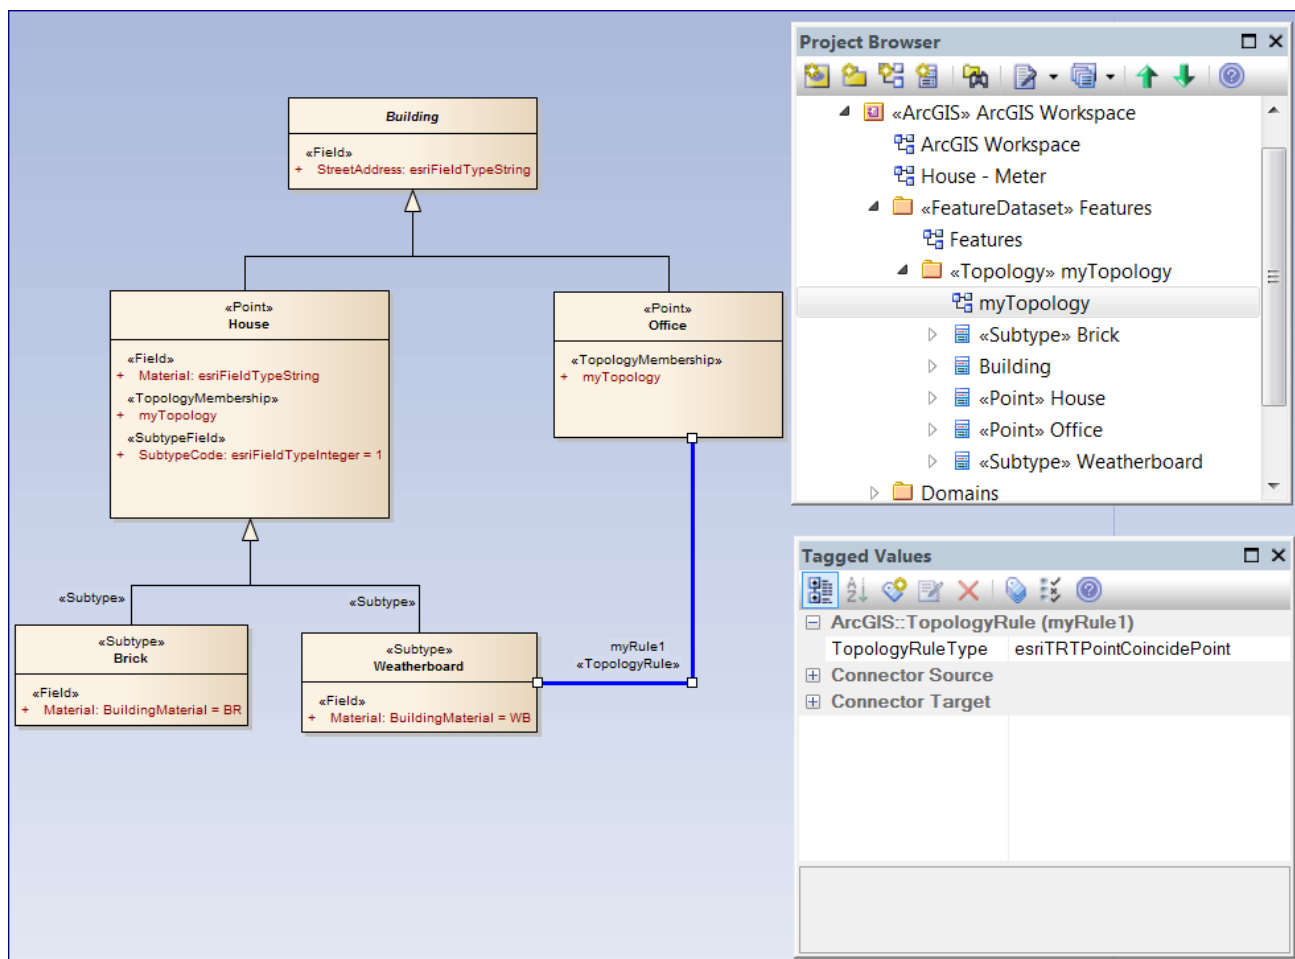 Building
«Field»
+ StreetAddress: esriFieldTypeString
«Point»
House
«Field»
+ Material: esriFieldTypeString
«TopologyMembership»
+ myTopology
«SubtypeField»
+ SubtypeCode: esriFieldTypeInteger = 1
«Point»
Office
«TopologyMembership»
+ myTopology
«Subtype»
«Subtype»
«Subtype»
Brick
«Field»
+ Material: BuildingMaterial = BR
«Subtype»
Weatherboard
«Field»
+ Material: BuildingMaterial = WB
myRule1
«TopologyRule»
Project Browser
«ArcGIS» ArcGIS Workspace
ArcGIS Workspace
House - Meter
«FeatureDataset» Features
Features
«Topology» myTopology
myTopology
«Subtype» Brick
Building
«Point» House
«Point» Office
«Subtype» Weatherboard
Domains
Tagged Values
ArcGIS::TopologyRule (myRule1)
TopologyRuleType esriTRTPointCoincidePoint
Connector Source
Connector Target